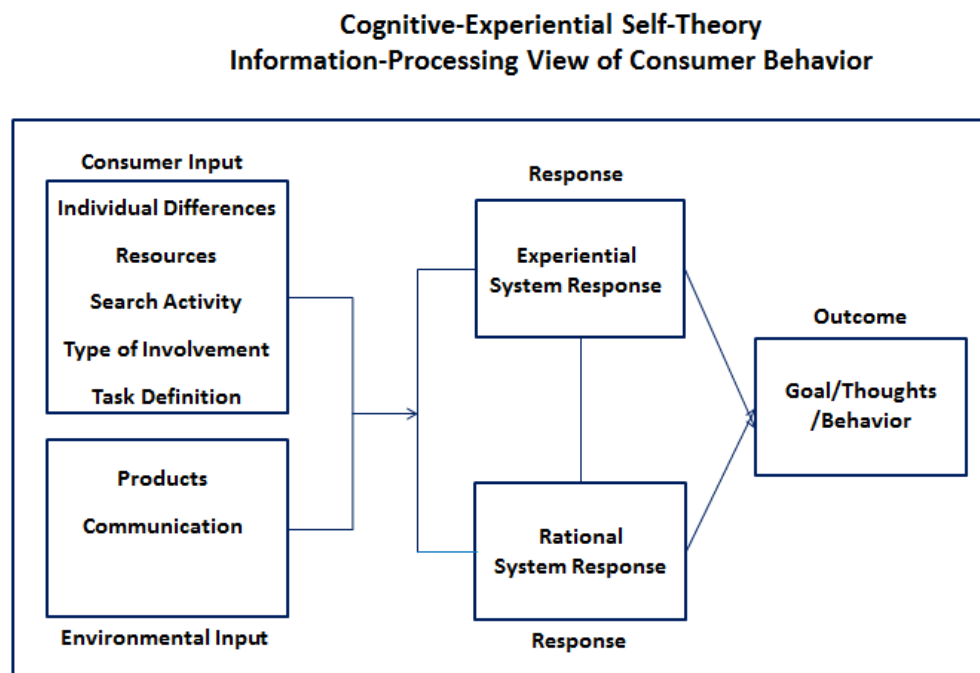 Cognitive-Experiential Self-Theory
Information-Processing View of Consumer Behavior
Consumer Input
Individual Differences
Resources
Search Activity
Type of Involvement
Task Definition
Products
Communication
Environmental Input
Response
Experiential
System Response
Rational
System Response
Response
Outcome
Goal/Thoughts
/Behavior